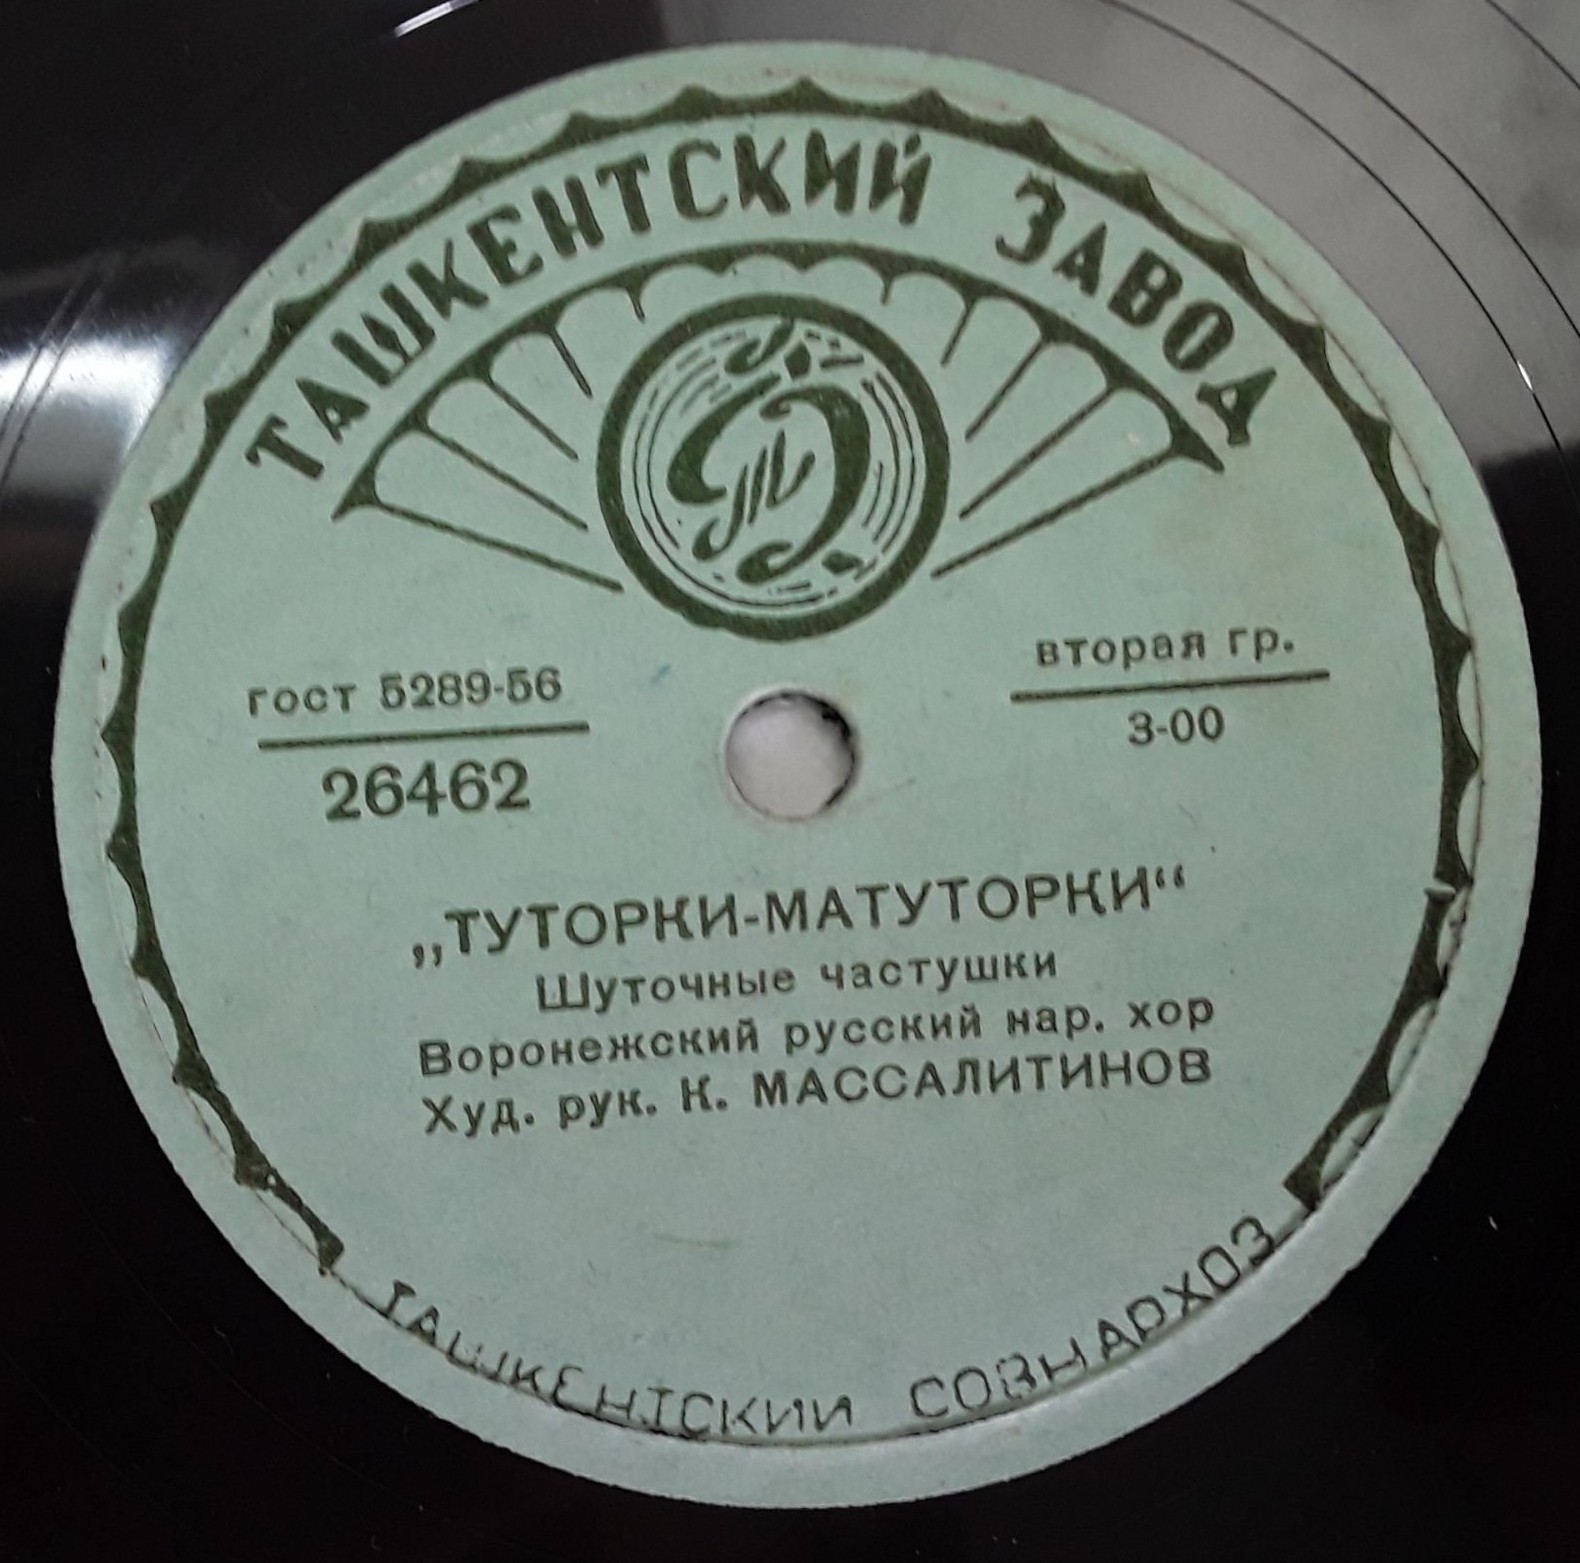 ТАШКЕНТСКИЙ ЗАВОД
гост 5289-56
26462
вторая гр.
3-00
„ТУТОРКИ-МАТУТОРКИ“
Шуточные частушки
Воронежский русский нар. хор
Худ. рук. К. МАССАЛИТИНОВ
ТАШКЕНТСКИЙ СОВНАРХОЗ